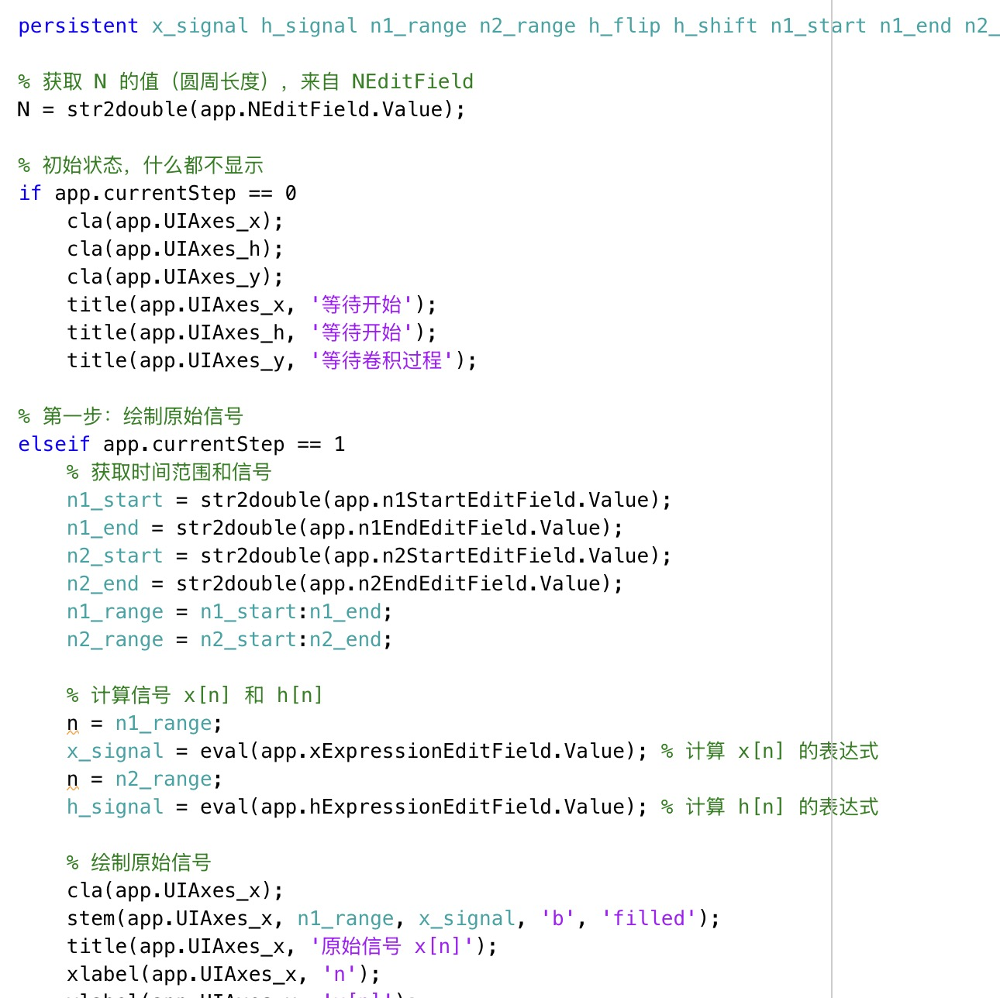 persistent x_signal h_signal n1_range n2_range h_flip h_shift n1_start n1_end n2_
% 获取 N 的值（圆周长度），来自 NEditField
N = str2double(app.NEditField.Value);
% 初始状态，什么都不显示
if app.currentStep == 0
    cla(app.UIAxes_x);
    cla(app.UIAxes_h);
    cla(app.UIAxes_y);
    title(app.UIAxes_x, '等待开始');
    title(app.UIAxes_h, '等待开始');
    title(app.UIAxes_y, '等待卷积过程');
% 第一步：绘制原始信号
elseif app.currentStep == 1
    % 获取时间范围和信号
    n1_start = str2double(app.n1StartEditField.Value);
    n1_end = str2double(app.n1EndEditField.Value);
    n2_start = str2double(app.n2StartEditField.Value);
    n2_end = str2double(app.n2EndEditField.Value);
    n1_range = n1_start:n1_end;
    n2_range = n2_start:n2_end;
    % 计算信号 x[n] 和 h[n]
    n = n1_range;
    x_signal = eval(app.xExpressionEditField.Value); % 计算 x[n] 的表达式
    n = n2_range;
    h_signal = eval(app.hExpressionEditField.Value); % 计算 h[n] 的表达式
    % 绘制原始信号
    cla(app.UIAxes_x);
    stem(app.UIAxes_x, n1_range, x_signal, 'b', 'filled');
    title(app.UIAxes_x, '原始信号 x[n]');
    xlabel(app.UIAxes_x, 'n');